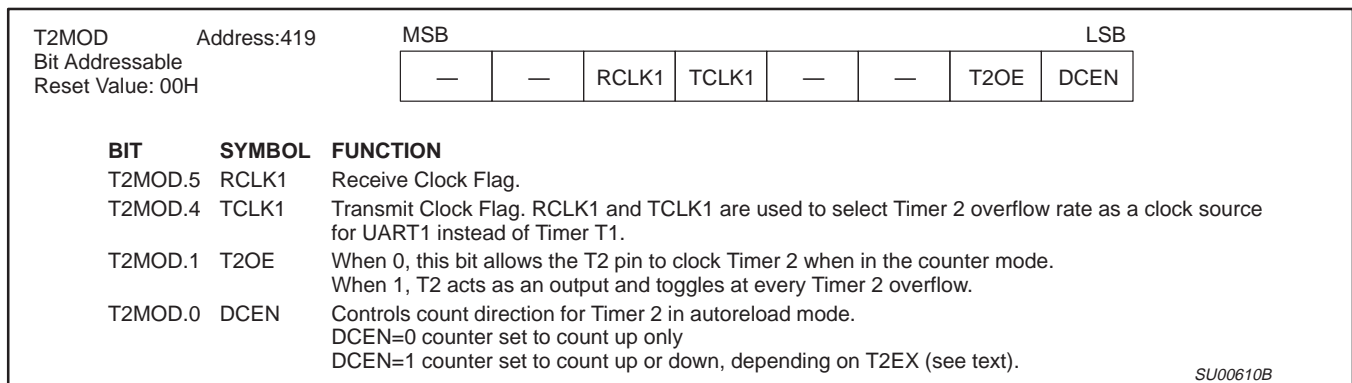 T2MOD Address:419 MSB LSB
Bit Addressable
Reset Value: 00H
— — RCLK1 TCLK1 — — T2OE DCEN
BIT SYMBOL FUNCTION
T2MOD.5 RCLK1 Receive Clock Flag.
T2MOD.4 TCLK1 Transmit Clock Flag. RCLK1 and TCLK1 are used to select Timer 2 overflow rate as a clock source
for UART1 instead of Timer T1.
T2MOD.1 T2OE When 0, this bit allows the T2 pin to clock Timer 2 when in the counter mode.
When 1, T2 acts as an output and toggles at every Timer 2 overflow.
T2MOD.0 DCEN Controls count direction for Timer 2 in autoreload mode.
DCEN=0 counter set to count up only
DCEN=1 counter set to count up or down, depending on T2EX (see text).
SU00610B